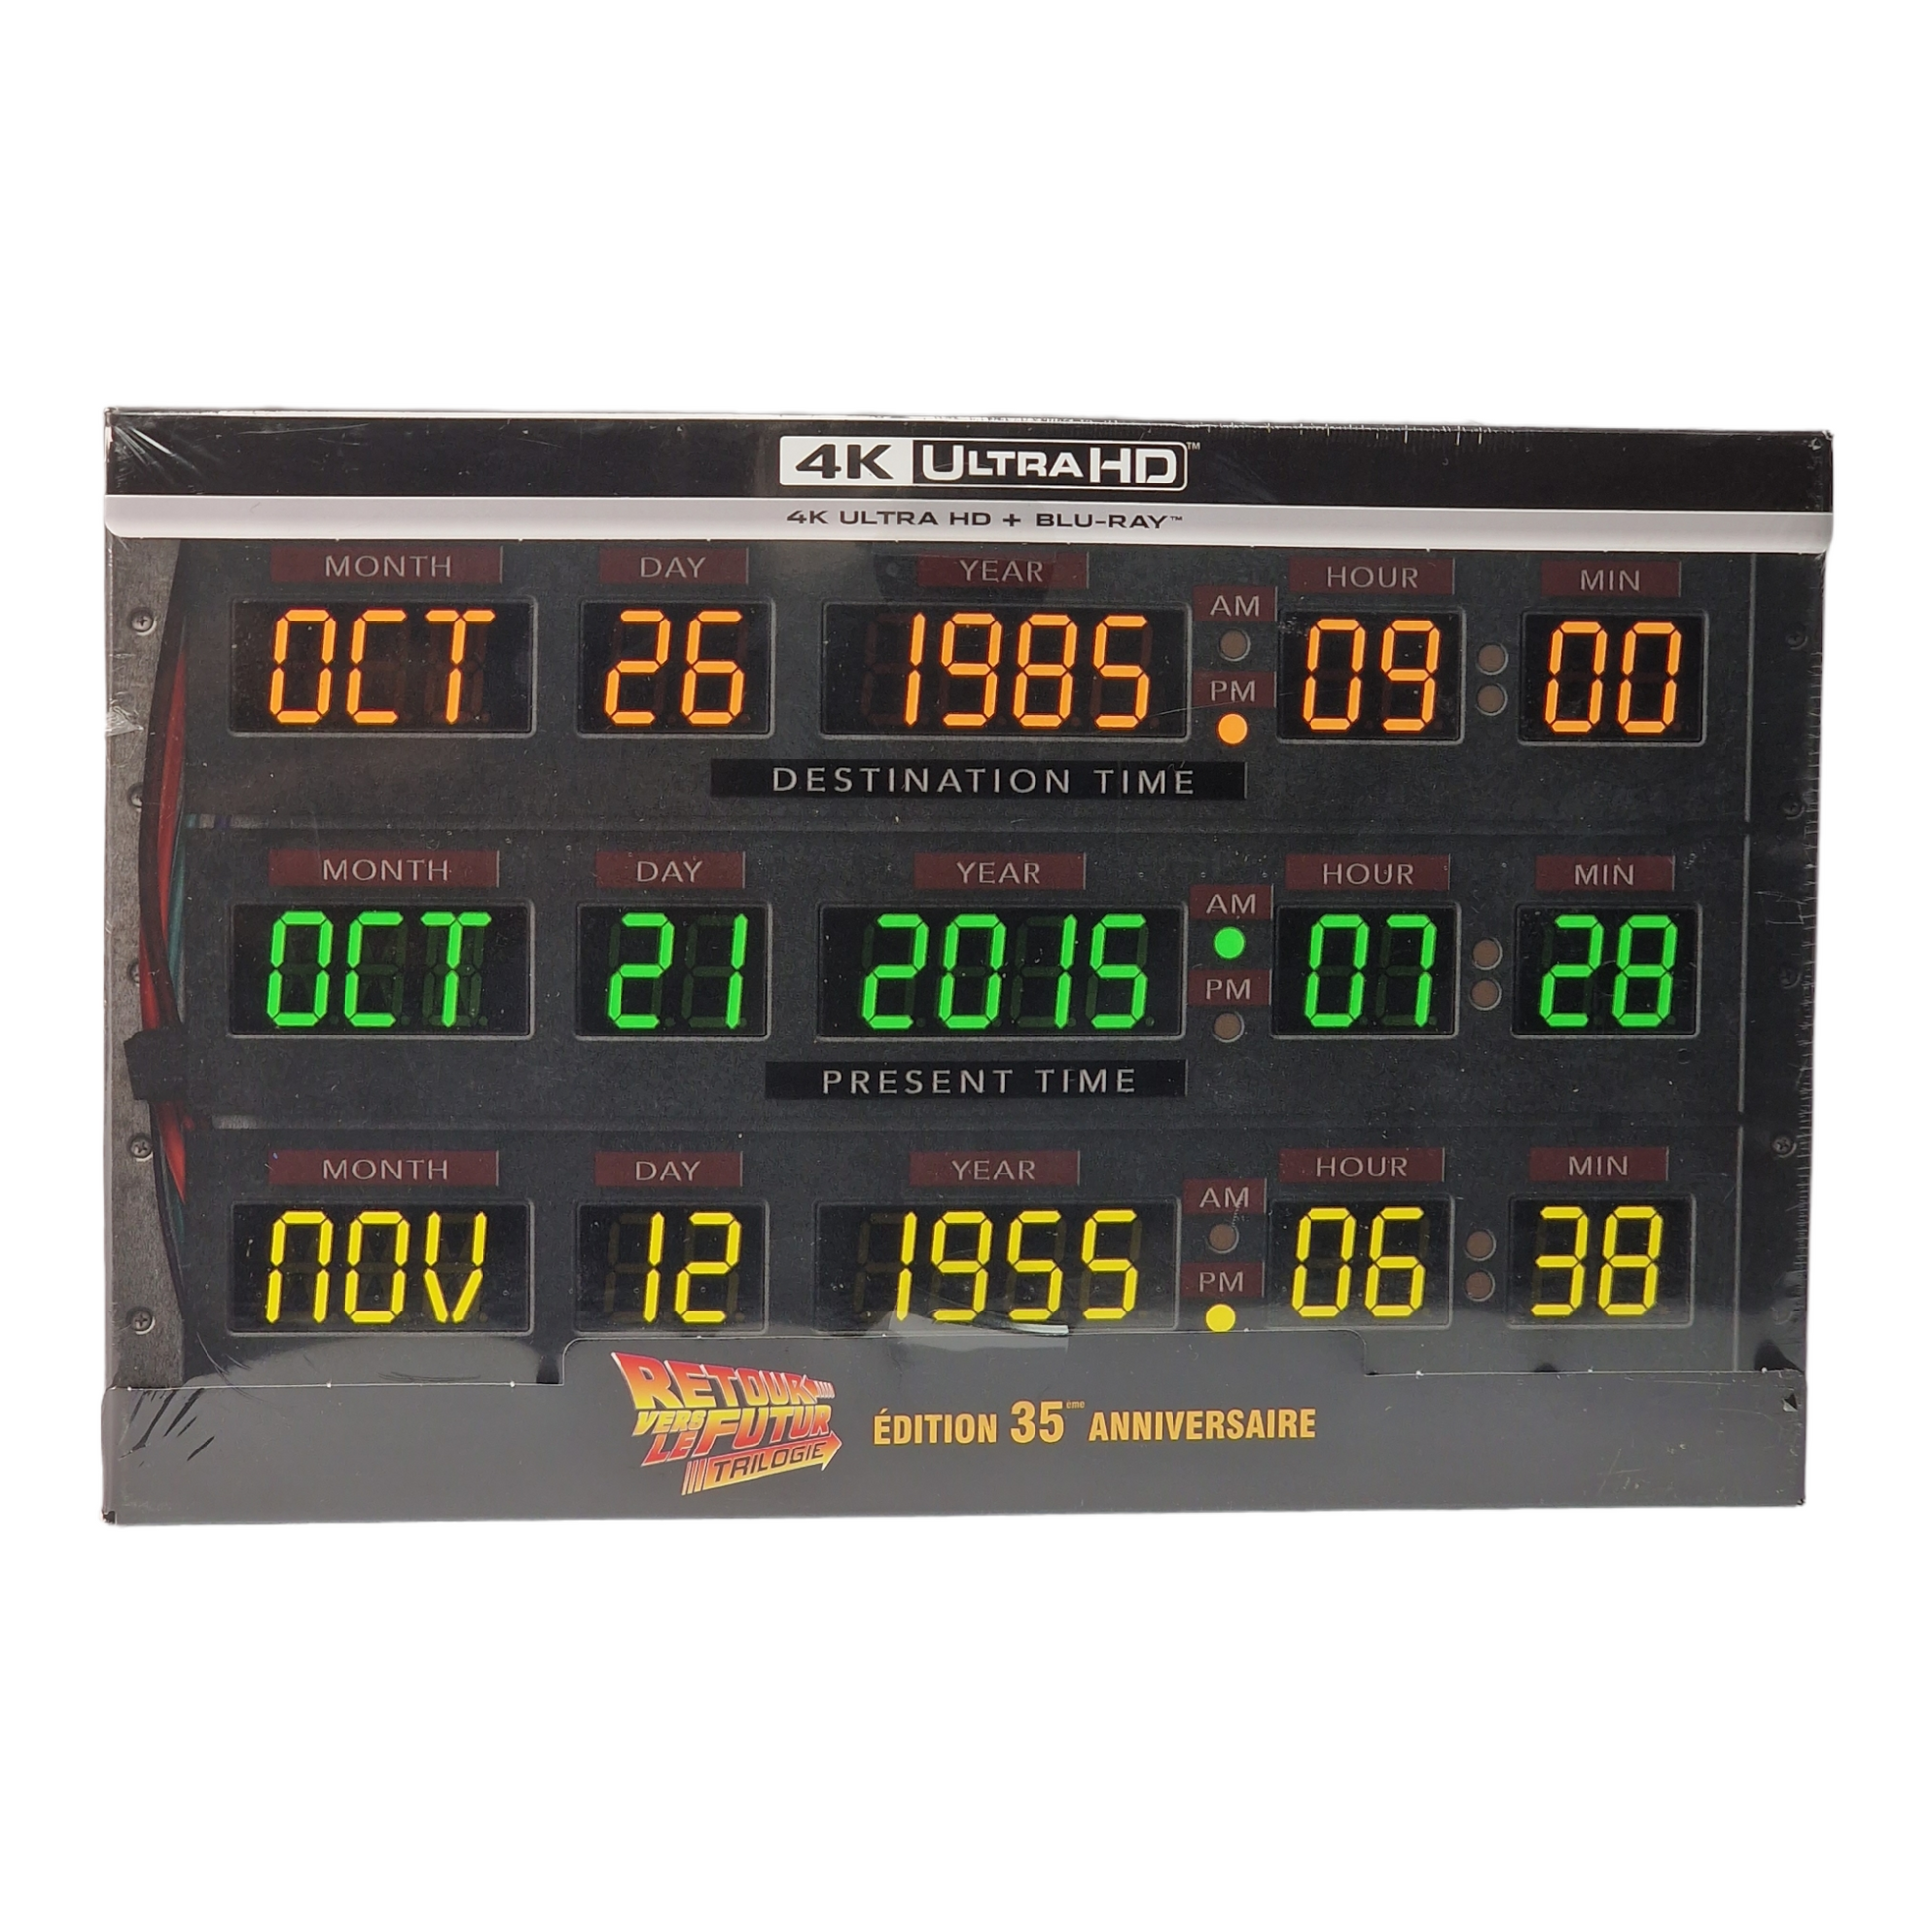 4K ULTRA HD™
4K ULTRA HD + BLU-RAY™
MONTH DAY YEAR HOUR MIN
OCT 26 1985 AM PM 09 00
DESTINATION TIME
MONTH DAY YEAR HOUR MIN
OCT 21 2015 AM PM 07 28
PRESENT TIME
MONTH DAY YEAR HOUR MIN
NOV 12 1955 AM PM 06 38
RETOUR
VERS
LE FUTUR
TRILOGIE
ÉDITION 35ème ANNIVERSAIRE